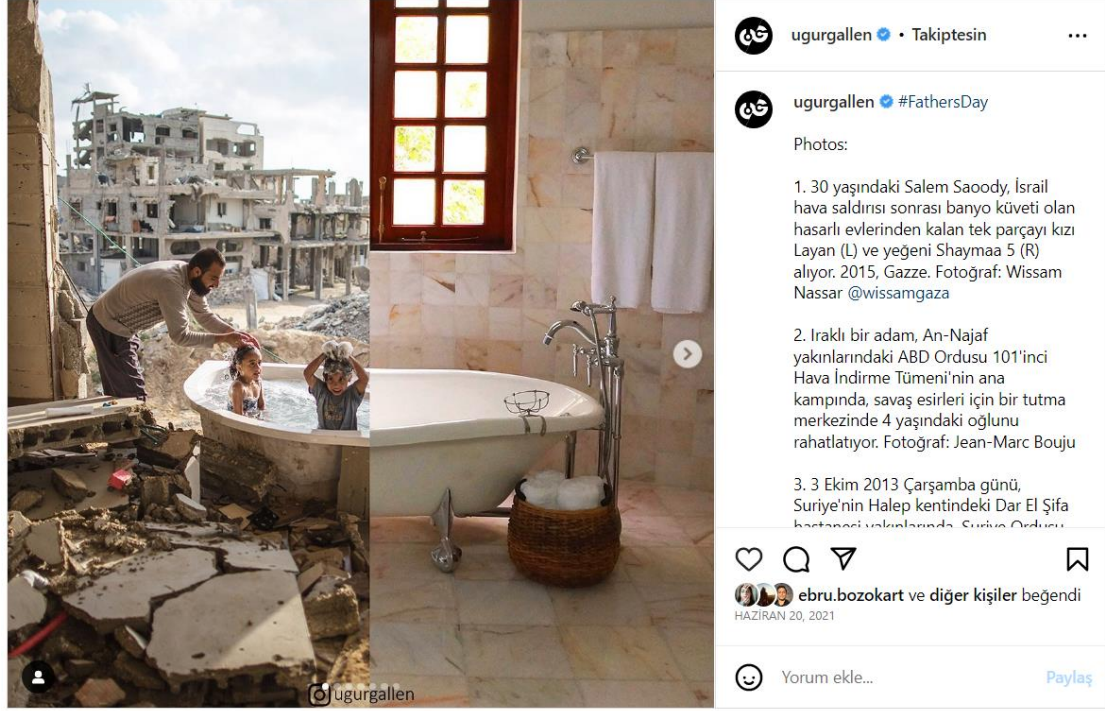 ugurgallen • Takiptesin
ugurgallen #FathersDay
Photos:
1. 30 yaşındaki Salem Saoody, İsrail
hava saldırısı sonrası banyo küveti olan
hasarlı evlerinden kalan tek parçayı kızı
Layan (L) ve yeğeni Shaymaa 5 (R)
alıyor. 2015, Gazze. Fotoğraf: Wissam
Nassar @wissamgaza
2. Iraklı bir adam, An-Najaf
yakınlarındaki ABD Ordusu 101'inci
Hava İndirme Tümeni'nin ana
kampında, savaş esirleri için bir tutma
merkezinde 4 yaşındaki oğlunu
rahatlatıyor. Fotoğraf: Jean-Marc Bouju
3. 3 Ekim 2013 Çarşamba günü,
Suriye'nin Halep kentindeki Dar El Şifa
hastanesi yakınlarında, Suriye Ordusu
ebru.bozokart ve diğer kişiler beğendi
HAZİRAN 20, 2021
Yorum ekle...
Paylaş
ugurgallen